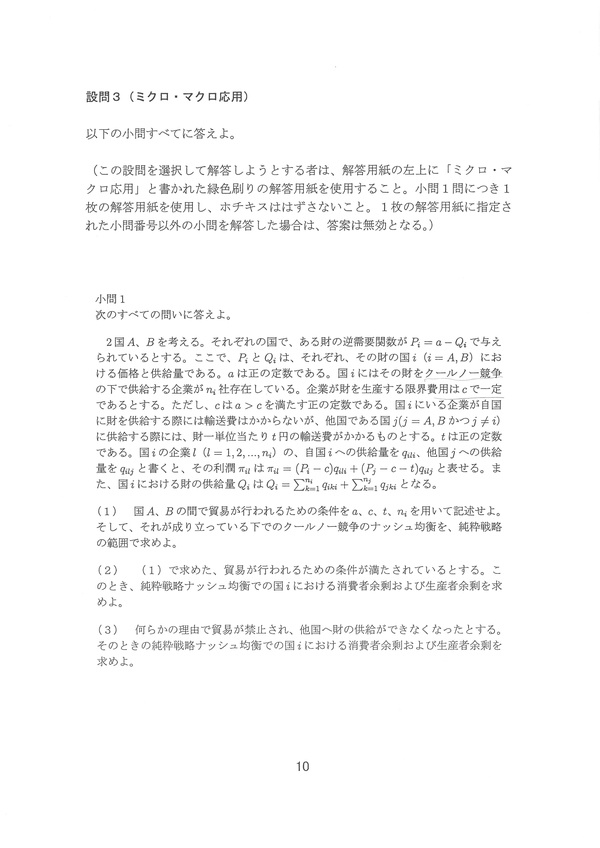 設問３（ミクロ・マクロ応用）
以下の小問すべてに答えよ。
（この設問を選択して解答しようとする者は、解答用紙の左上に「ミクロ・マ
クロ応用」と書かれた緑色刷りの解答用紙を使用すること。小問１問につき１
枚の解答用紙を使用し、ホチキスははずさないこと。１枚の解答用紙に指定さ
れた小問番号以外の小問を解答した場合は、答案は無効となる。）
小問１
次のすべての問いに答えよ。
2 国 A、B を考える。それぞれの国で、ある財の逆需要関数が P_i = a − Q_i で与え
られているとする。ここで、P_i と Q_i は、それぞれ、その財の国 i（i = A, B）にお
ける価格と供給量である。a は正の定数である。国 i にはその財をクールノー競争
の下で供給する企業が n_i 社存在している。企業が財を生産する限界費用は c で一定
であるとする。ただし、c は a > c を満たす正の定数である。国 i にいる企業が自国
に財を供給する際には輸送費はかからないが、他国である国 j(j = A, B かつ j ≠ i)
に供給する際には、財一単位当たり t 円の輸送費がかかるものとする。t は正の定数
である。国 i の企業 l（l = 1, 2, ..., n_i）の、自国 i への供給量を q_{ili}、他国 j への供給
量を q_{ilj} と書くと、その利潤 π_{il} は π_{il} = (P_i − c)q_{ili} + (P_j − c − t)q_{ilj} と表せる。ま
た、国 i における財の供給量 Q_i は Q_i = ∑_{k=1}^{n_i} q_{iki} + ∑_{k=1}^{n_j} q_{jki} となる。
（１） 国 A、B の間で貿易が行われるための条件を a、c、t、n_i を用いて記述せよ。
そして、それが成り立っている下でのクールノー競争のナッシュ均衡を、純粋戦略
の範囲で求めよ。
（２） （１）で求めた、貿易が行われるための条件が満たされているとする。こ
のとき、純粋戦略ナッシュ均衡での国 i における消費者余剰および生産者余剰を求
めよ。
（３） 何らかの理由で貿易が禁止され、他国へ財の供給ができなくなったとする。
そのときの純粋戦略ナッシュ均衡での国 i における消費者余剰および生産者余剰を
求めよ。
10